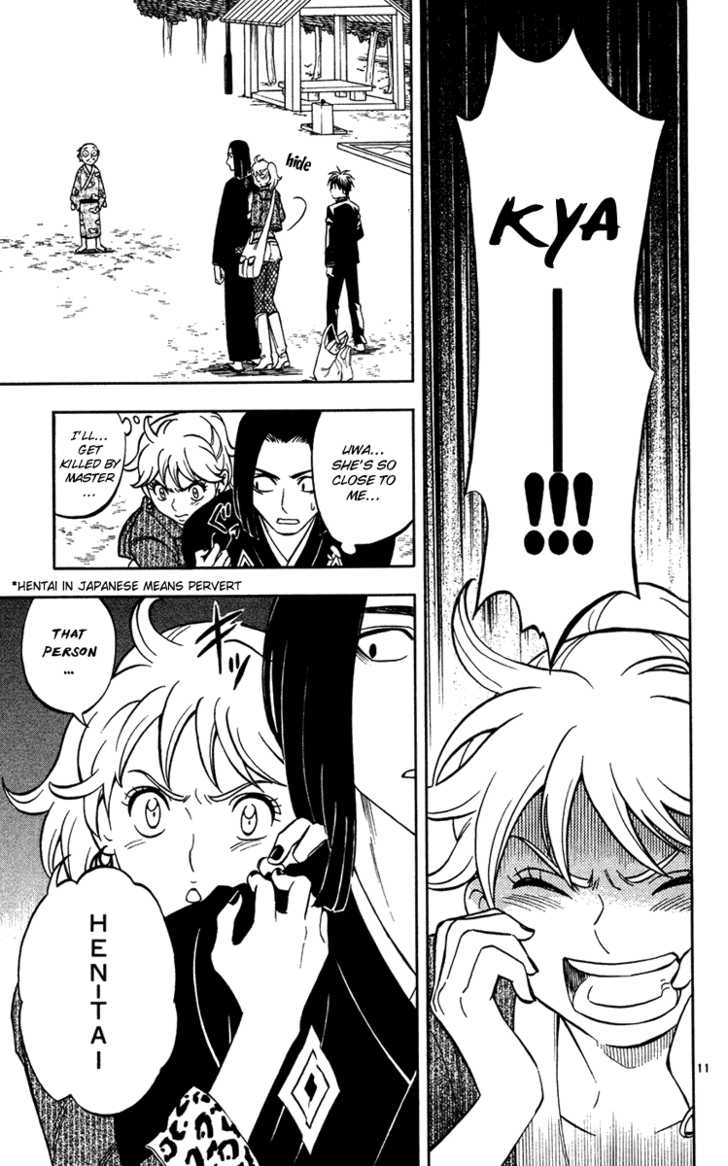 KYA
!!!
hide
UWA...
SHE'S SO
CLOSE TO
ME...
I'LL...
GET
KILLED BY
MASTER
...
*HENTAI IN JAPANESE MEANS PERVERT
THAT
PERSON
...
HENITAI
11